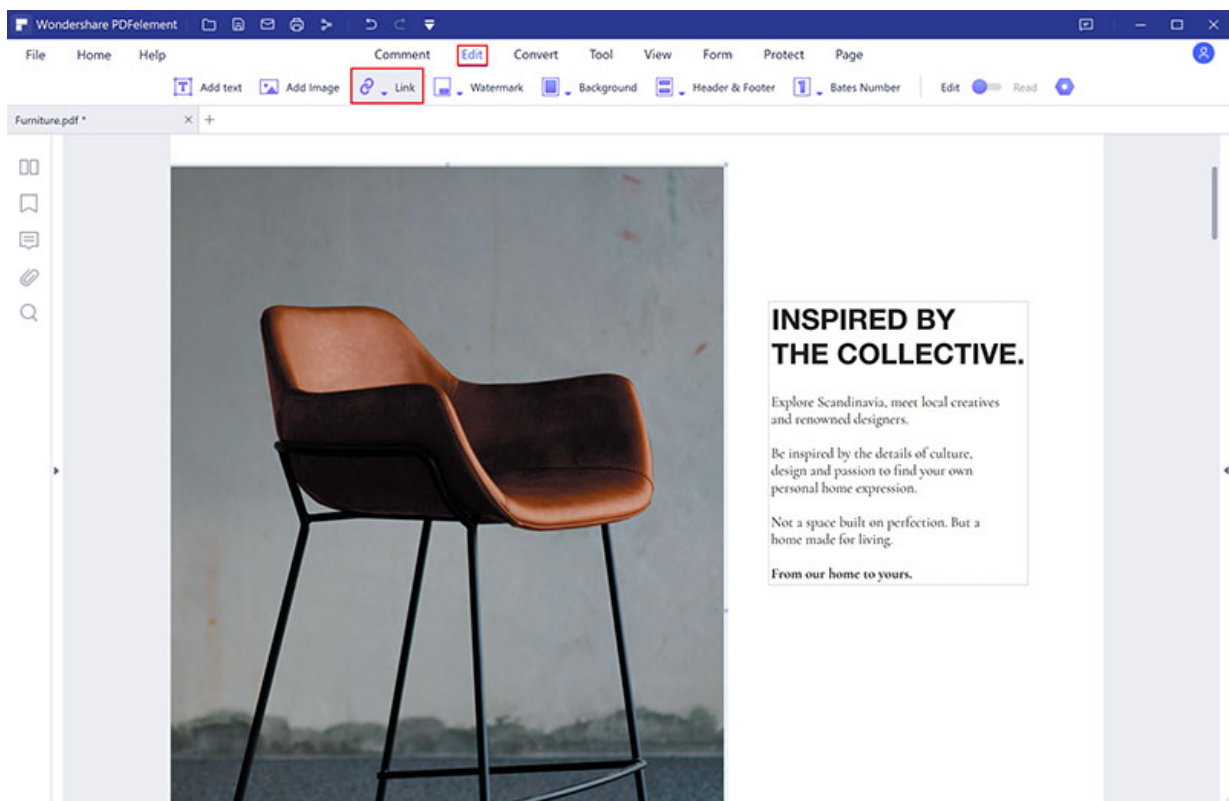 Wondershare PDFelement
File Home Help Comment Edit Convert Tool View Form Protect Page
Add text Add Image Link Watermark Background Header & Footer Bates Number Edit Read
Furniture.pdf *
INSPIRED BY
THE COLLECTIVE.
Explore Scandinavia, meet local creatives
and renowned designers.
Be inspired by the details of culture,
design and passion to find your own
personal home expression.
Not a space built on perfection. But a
home made for living.
From our home to yours.